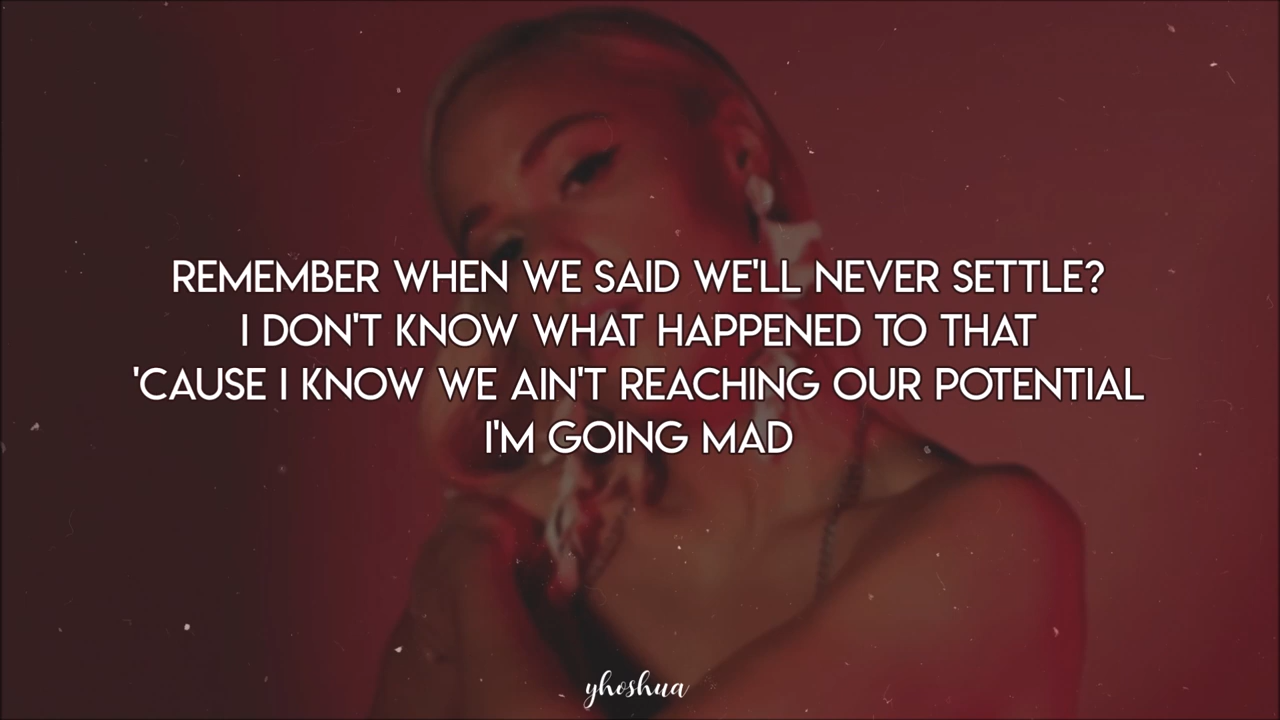 REMEMBER WHEN WE SAID WE'LL NEVER SETTLE?
I DON'T KNOW WHAT HAPPENED TO THAT
'CAUSE I KNOW WE AIN'T REACHING OUR POTENTIAL
I'M GOING MAD
yhoshua